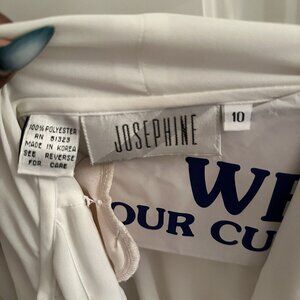 100% POLYESTER
RN 51323
MADE IN KOREA
SEE REVERSE
FOR CARE
JOSEPHINE
10
WE
OUR CU